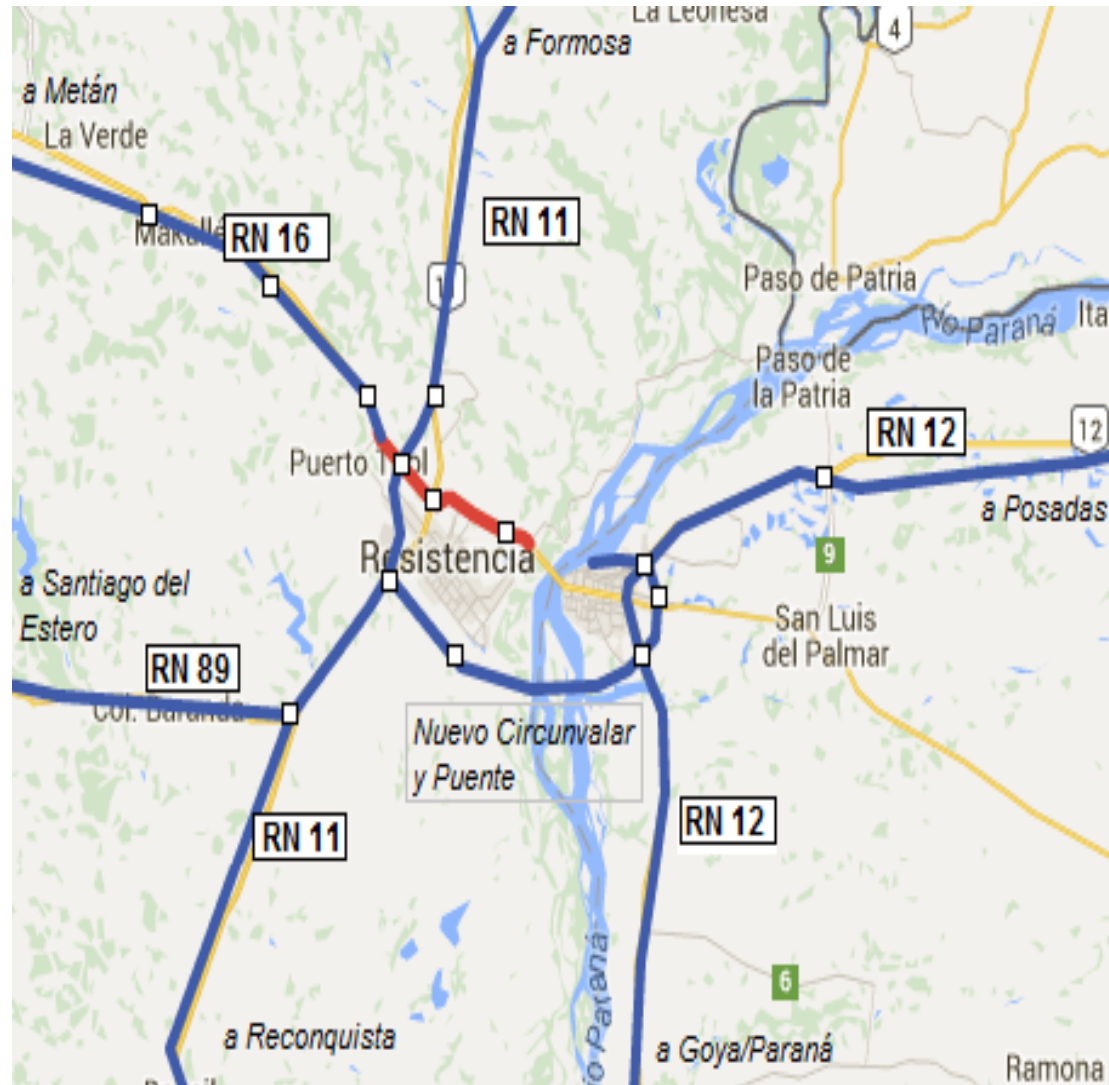 La Leonesa
4
a Formosa
a Metán
La Verde
RN 11
RN 16
Paso de Patria
Río Paraná
Ita
Paso de
la Patria
RN 12
12
Puerto
a Posadas
Resistencia
9
a Santiago del
Estero
San Luis
del Palmar
RN 89
Col.
Nuevo Circunvalar
y Puente
RN 11
RN 12
Paraná
6
a Reconquista
a Goya/Paraná
Ramona